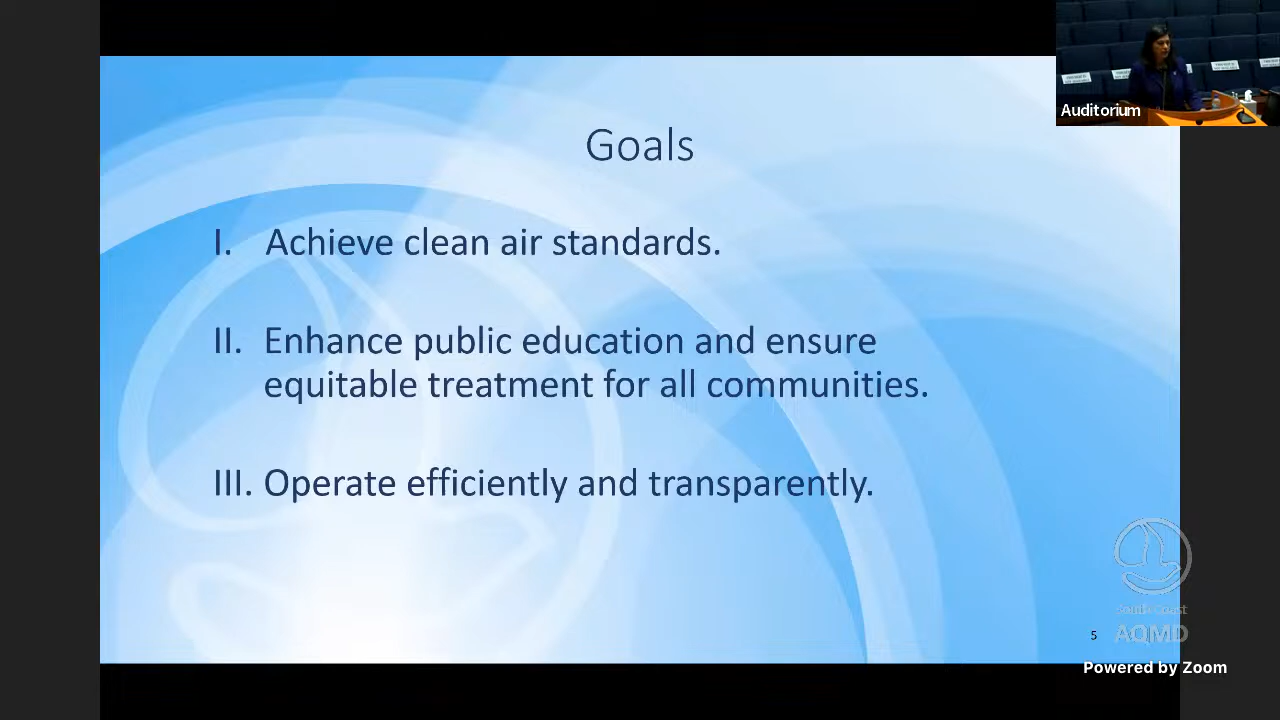 Auditorium
Goals
I. Achieve clean air standards.
II. Enhance public education and ensure
equitable treatment for all communities.
III. Operate efficiently and transparently.
South Coast
AQMD
5
Powered by Zoom